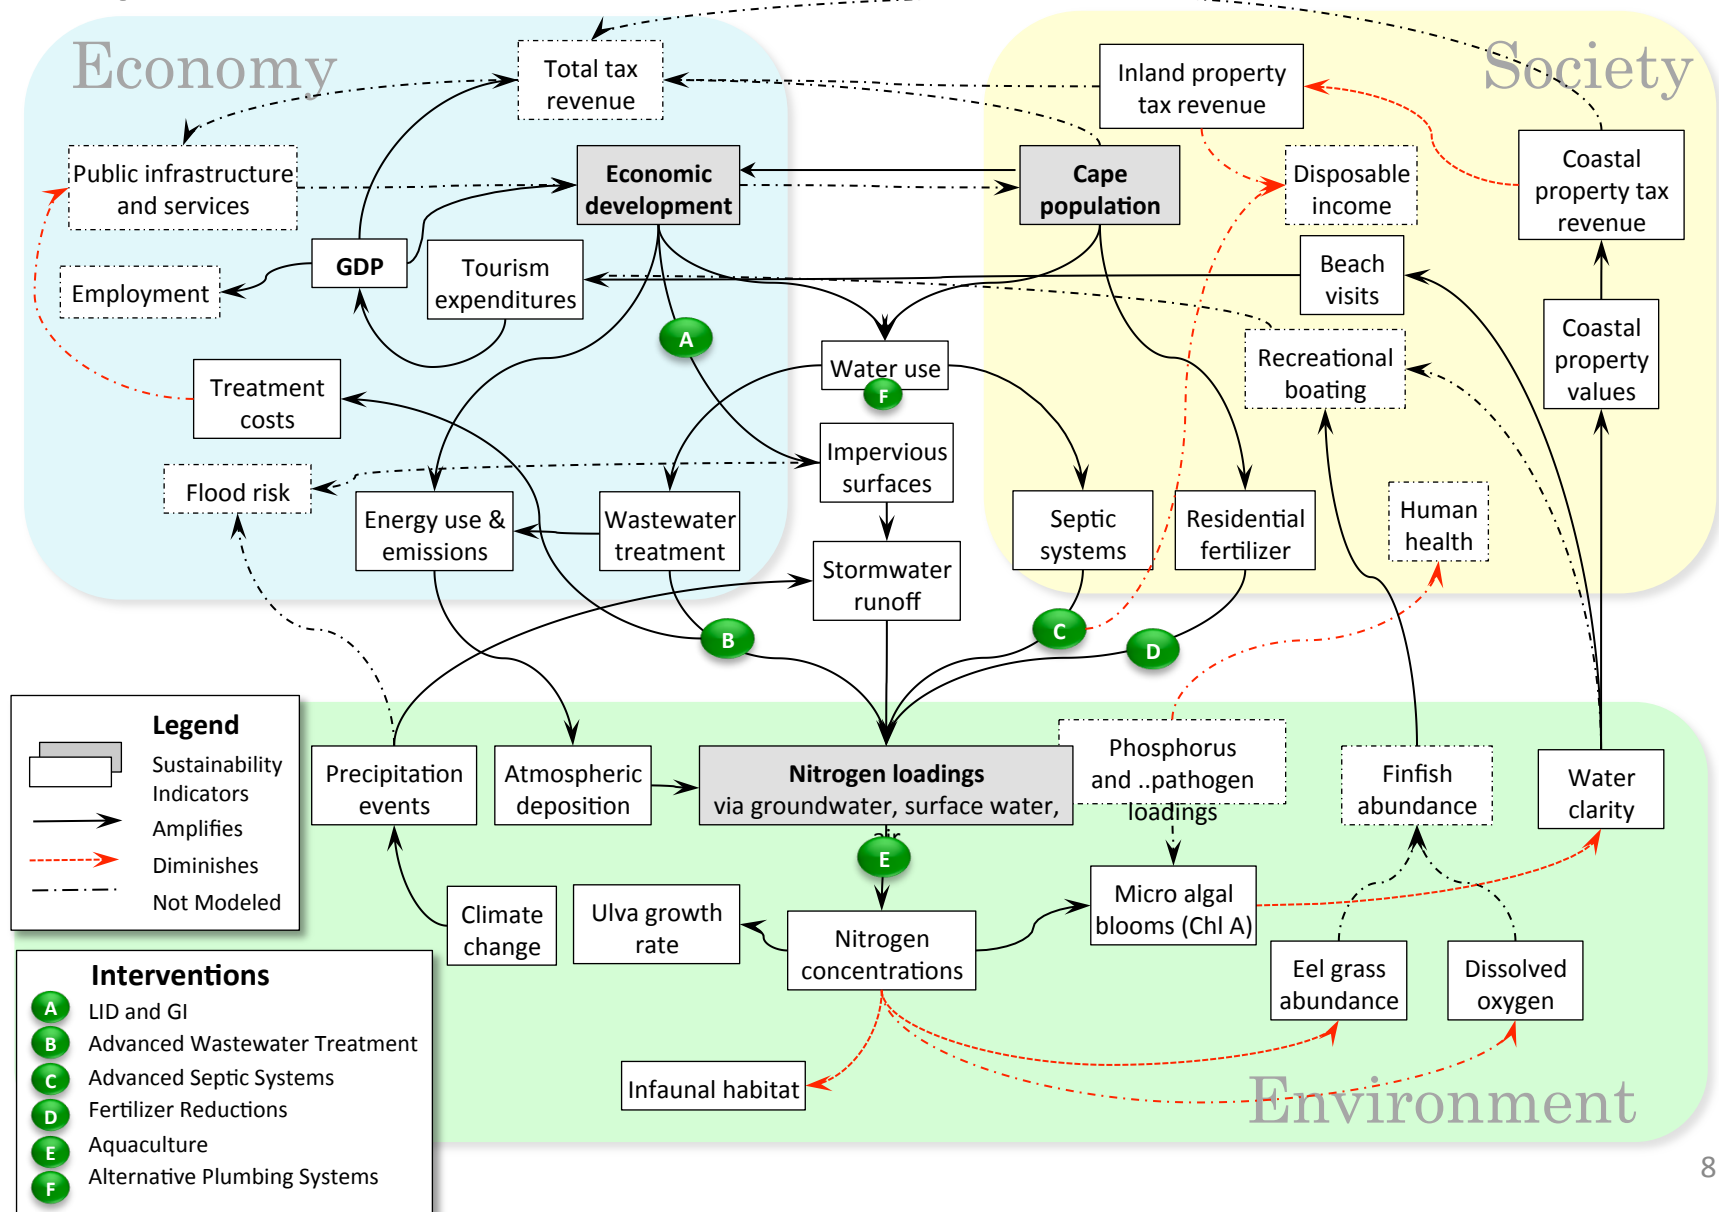 Economy
Society
Total tax
revenue
Inland property
tax revenue
Public infrastructure
and services
Economic
development
Cape
population
Disposable
income
Coastal
property tax
revenue
GDP
Tourism
expenditures
Beach
visits
Employment
Coastal
property
values
A
Water use
F
Recreational
boating
Treatment
costs
Impervious
surfaces
Flood risk
Energy use &
emissions
Wastewater
treatment
Septic
systems
Residential
fertilizer
Human
health
Stormwater
runoff
B
C
D
Legend
Sustainability
Indicators
Amplifies
Diminishes
Not Modeled
Precipitation
events
Atmospheric
deposition
Nitrogen loadings
via groundwater, surface water,
air
Phosphorus
and ..pathogen
loadings
Finfish
abundance
Water
clarity
E
Climate
change
Ulva growth
rate
Nitrogen
concentrations
Micro algal
blooms (Chl A)
Eel grass
abundance
Dissolved
oxygen
Infaunal habitat
Environment
Interventions
A LID and GI
B Advanced Wastewater Treatment
C Advanced Septic Systems
D Fertilizer Reductions
E Aquaculture
F Alternative Plumbing Systems
8